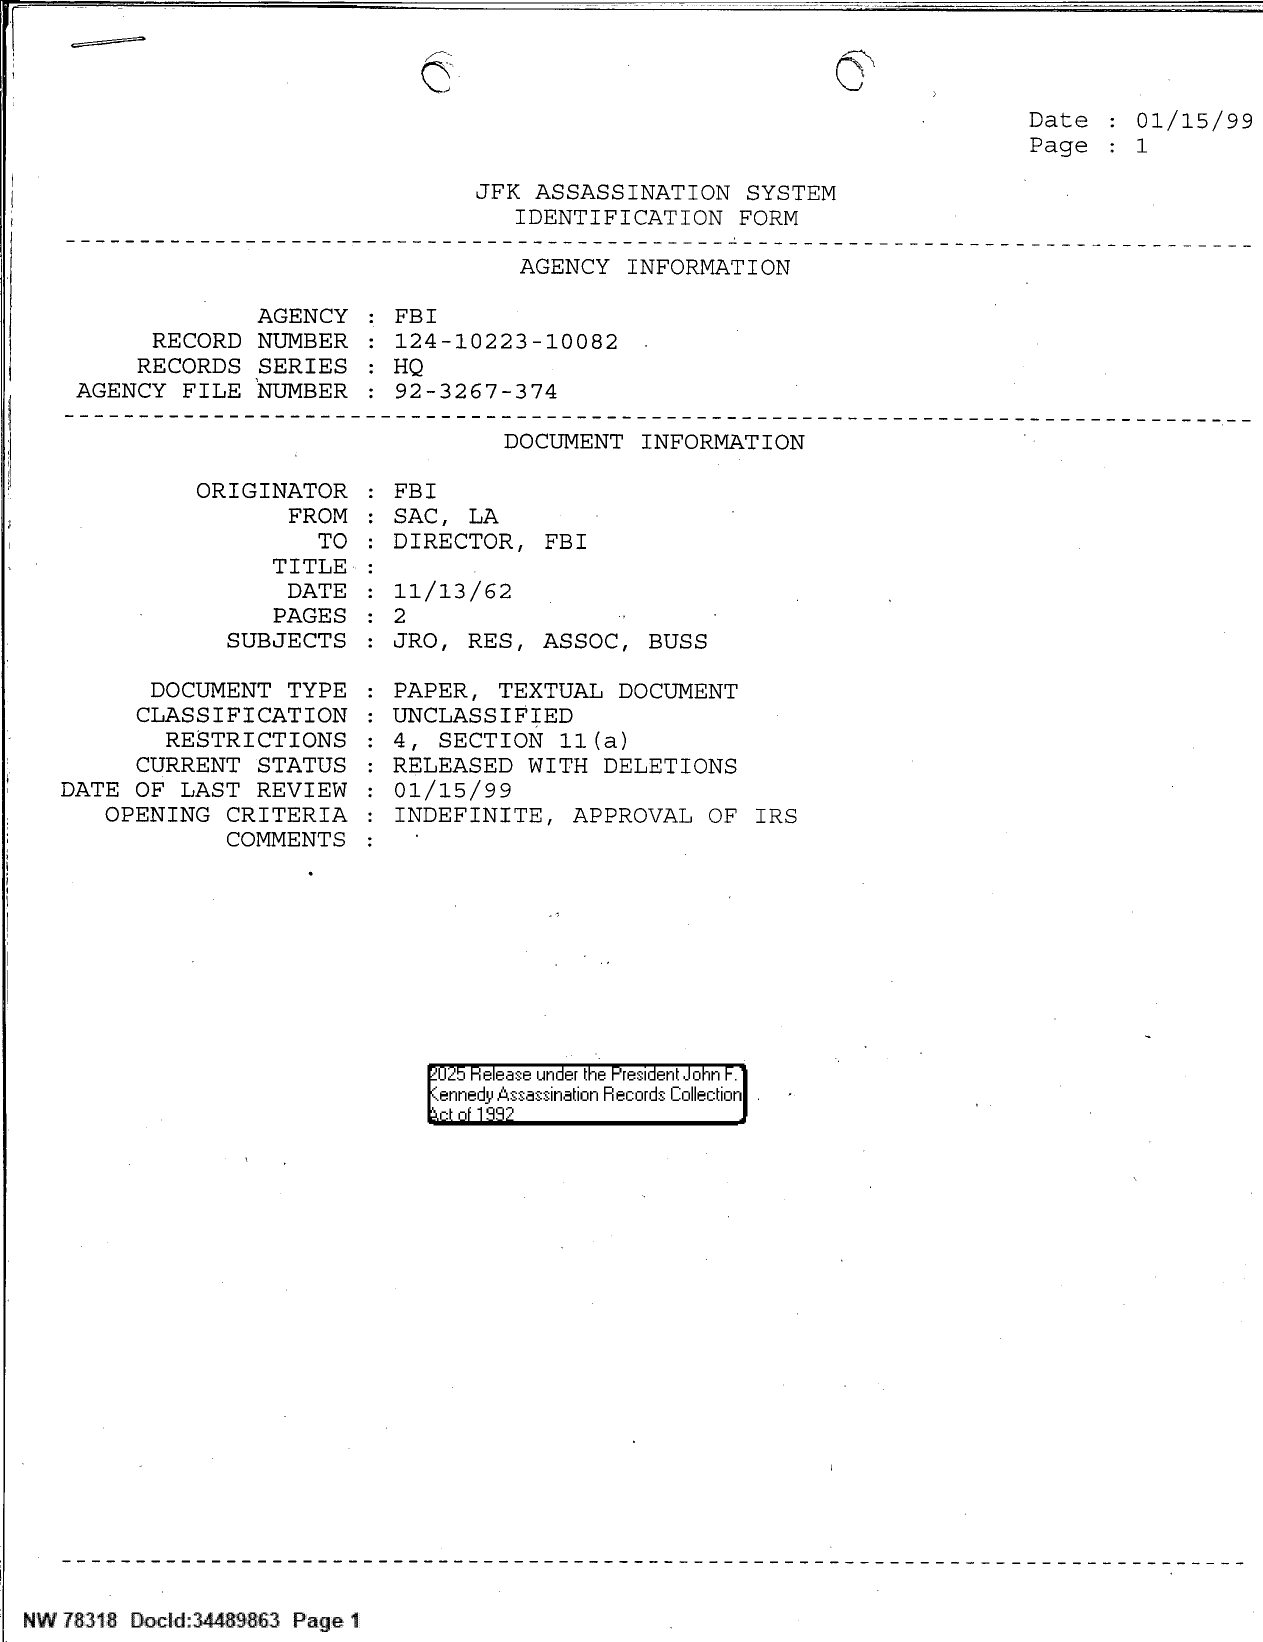 Date : 01/15/99
Page : 1
JFK ASSASSINATION SYSTEM
IDENTIFICATION FORM
AGENCY INFORMATION
AGENCY : FBI
RECORD NUMBER : 124-10223-10082
RECORDS SERIES : HQ
AGENCY FILE NUMBER : 92-3267-374
DOCUMENT INFORMATION
ORIGINATOR : FBI
FROM : SAC, LA
TO : DIRECTOR, FBI
TITLE :
DATE : 11/13/62
PAGES : 2
SUBJECTS : JRO, RES, ASSOC, BUSS
DOCUMENT TYPE : PAPER, TEXTUAL DOCUMENT
CLASSIFICATION : UNCLASSIFIED
RESTRICTIONS : 4, SECTION 11(a)
CURRENT STATUS : RELEASED WITH DELETIONS
DATE OF LAST REVIEW : 01/15/99
OPENING CRITERIA : INDEFINITE, APPROVAL OF IRS
COMMENTS :
2025 Release under the President John F.
Kennedy Assassination Records Collection
Act of 1992
NW 78318 DocId:34489863 Page 1